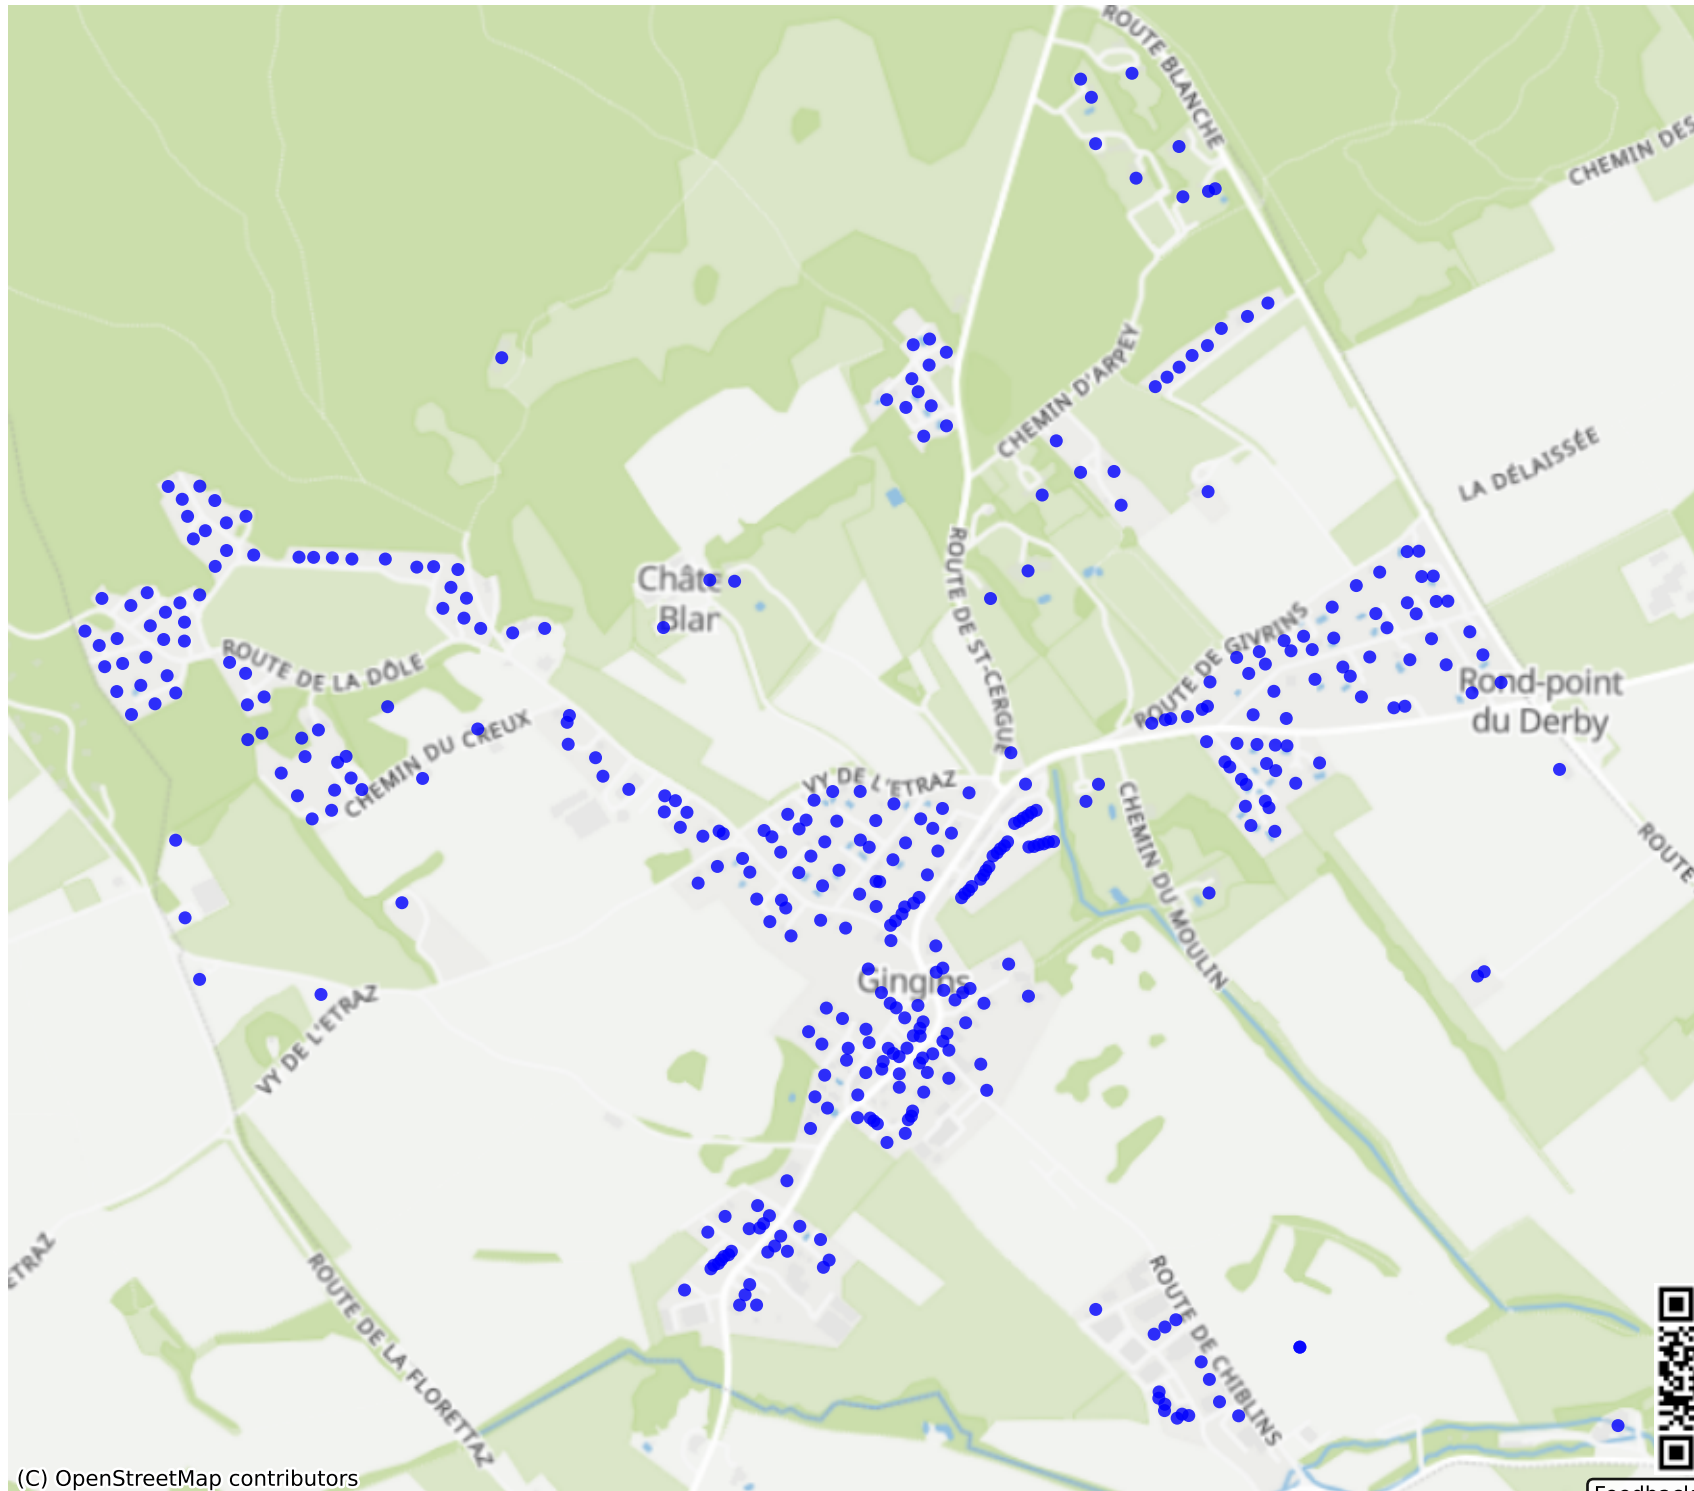 ROUTE BLANCHE
CHEMIN DES
CHEMIN D'ARPEY
LA DÉLAISSÉE
ROUTE DE ST-CERGUE
Châte
Blar
ROUTE DE GIVRINS
ROUTE DE LA DÔLE
Rond-point
du Derby
CHEMIN DU CREUX
VY DE L'ETRAZ
CHEMIN DU MOULIN
ROUTE
Gingins
VY DE L'ETRAZ
ETRAZ
ROUTE DE LA FLORETTAZ
ROUTE DE CHIBLINS
(C) OpenStreetMap contributors
Feedback